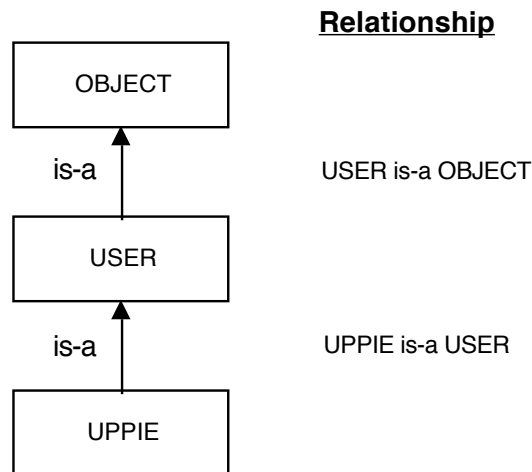 Relationship
OBJECT
is-a
USER is-a OBJECT
USER
is-a
UPPIE is-a USER
UPPIE